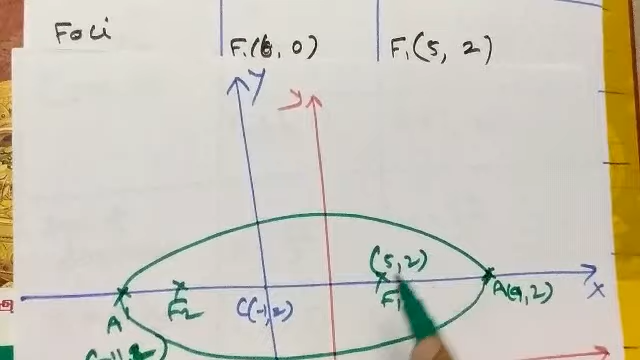 Foci
F₁(6, 0)
F₁(5, 2)
y
y
(5,2)
x
A'
F2
C(-1,2)
F1
A(9,2)